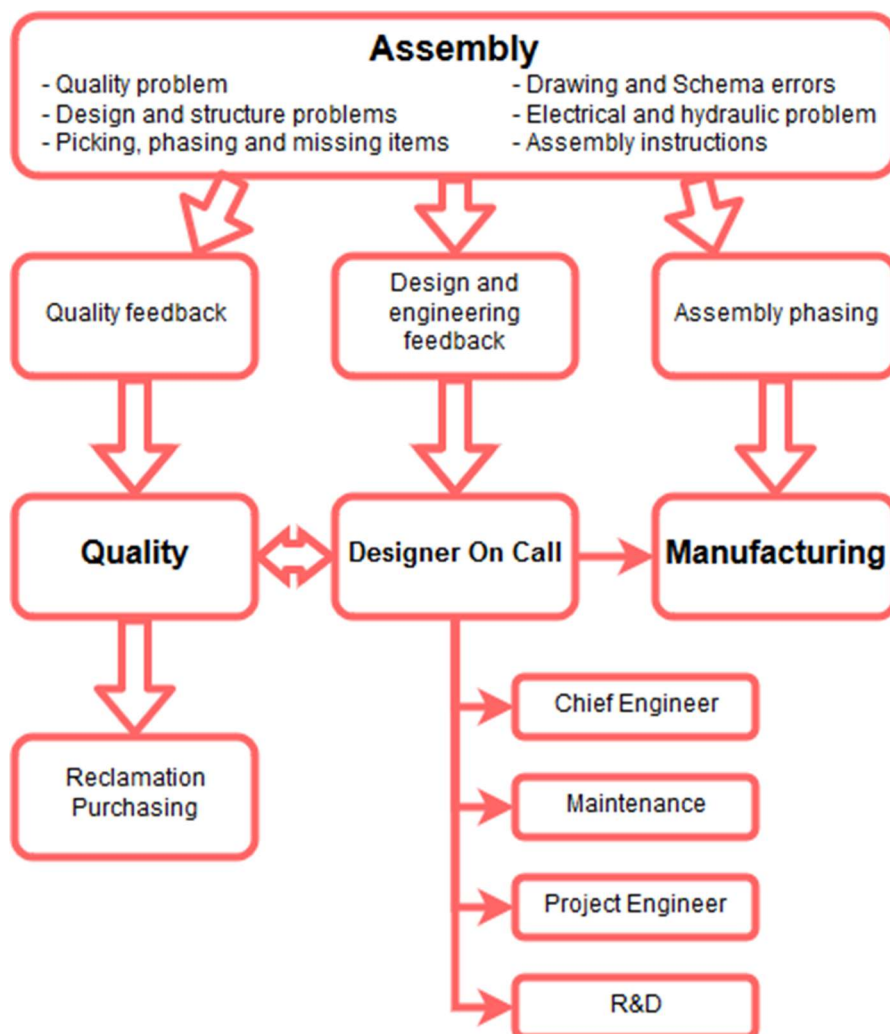 Assembly
- Quality problem
- Design and structure problems
- Picking, phasing and missing items
- Drawing and Schema errors
- Electrical and hydraulic problem
- Assembly instructions
Quality feedback
Design and
engineering
feedback
Assembly phasing
Quality
Designer On Call
Manufacturing
Reclamation
Purchasing
Chief Engineer
Maintenance
Project Engineer
R&D